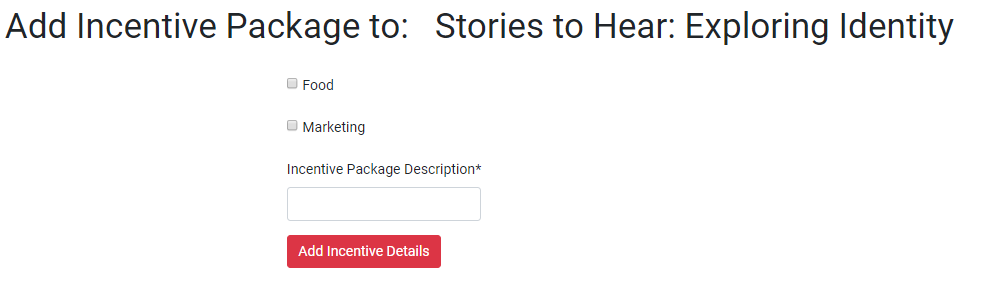 Add Incentive Package to: Stories to Hear: Exploring Identity
Food
Marketing
Incentive Package Description*
Add Incentive Details